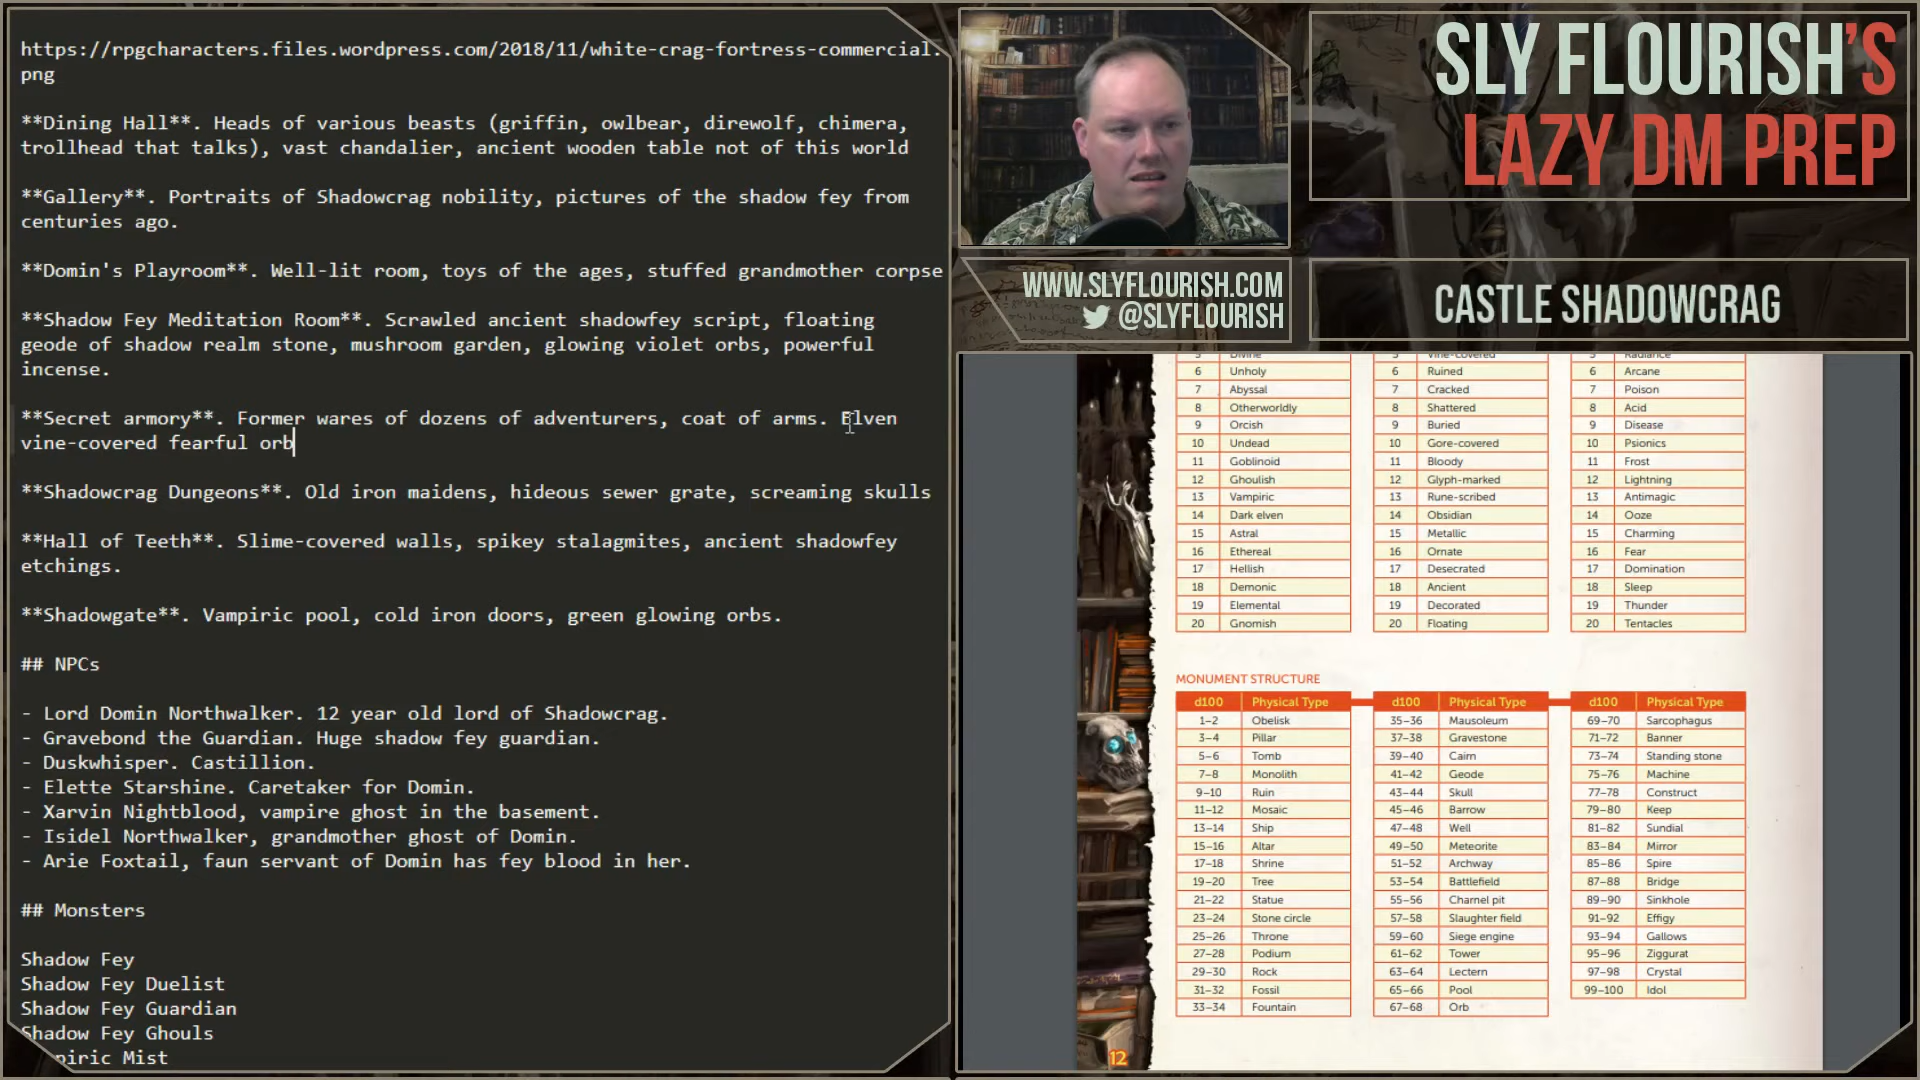 https://rpgcharacters.files.wordpress.com/2018/11/white-crag-fortress-commercial.
png
**Dining Hall**. Heads of various beasts (griffin, owlbear, direwolf, chimera,
trollhead that talks), vast chandalier, ancient wooden table not of this world
**Gallery**. Portraits of Shadowcrag nobility, pictures of the shadow fey from
centuries ago.
**Domin's Playroom**. Well-lit room, toys of the ages, stuffed grandmother corpse
**Shadow Fey Meditation Room**. Scrawled ancient shadowfey script, floating
geode of shadow realm stone, mushroom garden, glowing violet orbs, powerful
incense.
**Secret armory**. Former wares of dozens of adventurers, coat of arms. Elven
vine-covered fearful orb
**Shadowcrag Dungeons**. Old iron maidens, hideous sewer grate, screaming skulls
**Hall of Teeth**. Slime-covered walls, spikey stalagmites, ancient shadowfey
etchings.
**Shadowgate**. Vampiric pool, cold iron doors, green glowing orbs.
## NPCs
- Lord Domin Northwalker. 12 year old lord of Shadowcrag.
- Gravebond the Guardian. Huge shadow fey guardian.
- Duskwhisper. Castillion.
- Elette Starshine. Caretaker for Domin.
- Xarvin Nightblood, vampire ghost in the basement.
- Isidel Northwalker, grandmother ghost of Domin.
- Arie Foxtail, faun servant of Domin has fey blood in her.
## Monsters
Shadow Fey
Shadow Fey Duelist
Shadow Fey Guardian
Shadow Fey Ghouls
piric Mist
SLY FLOURISH'S
LAZY DM PREP
WWW.SLYFLOURISH.COM
@SLYFLOURISH
CASTLE SHADOWCRAG
5 Divine 5 Vine-covered 5 Radiance
6 Unholy 6 Ruined 6 Arcane
7 Abyssal 7 Cracked 7 Poison
8 Otherworldly 8 Shattered 8 Acid
9 Orcish 9 Buried 9 Disease
10 Undead 10 Gore-covered 10 Psionics
11 Goblinoid 11 Bloody 11 Frost
12 Ghoulish 12 Glyph-marked 12 Lightning
13 Vampiric 13 Rune-scribed 13 Antimagic
14 Dark elven 14 Obsidian 14 Ooze
15 Astral 15 Metallic 15 Charming
16 Ethereal 16 Ornate 16 Fear
17 Hellish 17 Desecrated 17 Domination
18 Demonic 18 Ancient 18 Sleep
19 Elemental 19 Decorated 19 Thunder
20 Gnomish 20 Floating 20 Tentacles
MONUMENT STRUCTURE
d100 Physical Type d100 Physical Type d100 Physical Type
1–2 Obelisk 35–36 Mausoleum 69–70 Sarcophagus
3–4 Pillar 37–38 Gravestone 71–72 Banner
5–6 Tomb 39–40 Cairn 73–74 Standing stone
7–8 Monolith 41–42 Geode 75–76 Machine
9–10 Ruin 43–44 Skull 77–78 Construct
11–12 Mosaic 45–46 Barrow 79–80 Keep
13–14 Ship 47–48 Well 81–82 Sundial
15–16 Altar 49–50 Meteorite 83–84 Mirror
17–18 Shrine 51–52 Archway 85–86 Spire
19–20 Tree 53–54 Battlefield 87–88 Bridge
21–22 Statue 55–56 Charnel pit 89–90 Sinkhole
23–24 Stone circle 57–58 Slaughter field 91–92 Effigy
25–26 Throne 59–60 Siege engine 93–94 Gallows
27–28 Podium 61–62 Tower 95–96 Ziggurat
29–30 Rock 63–64 Lectern 97–98 Crystal
31–32 Fossil 65–66 Pool 99–100 Idol
33–34 Fountain 67–68 Orb
12